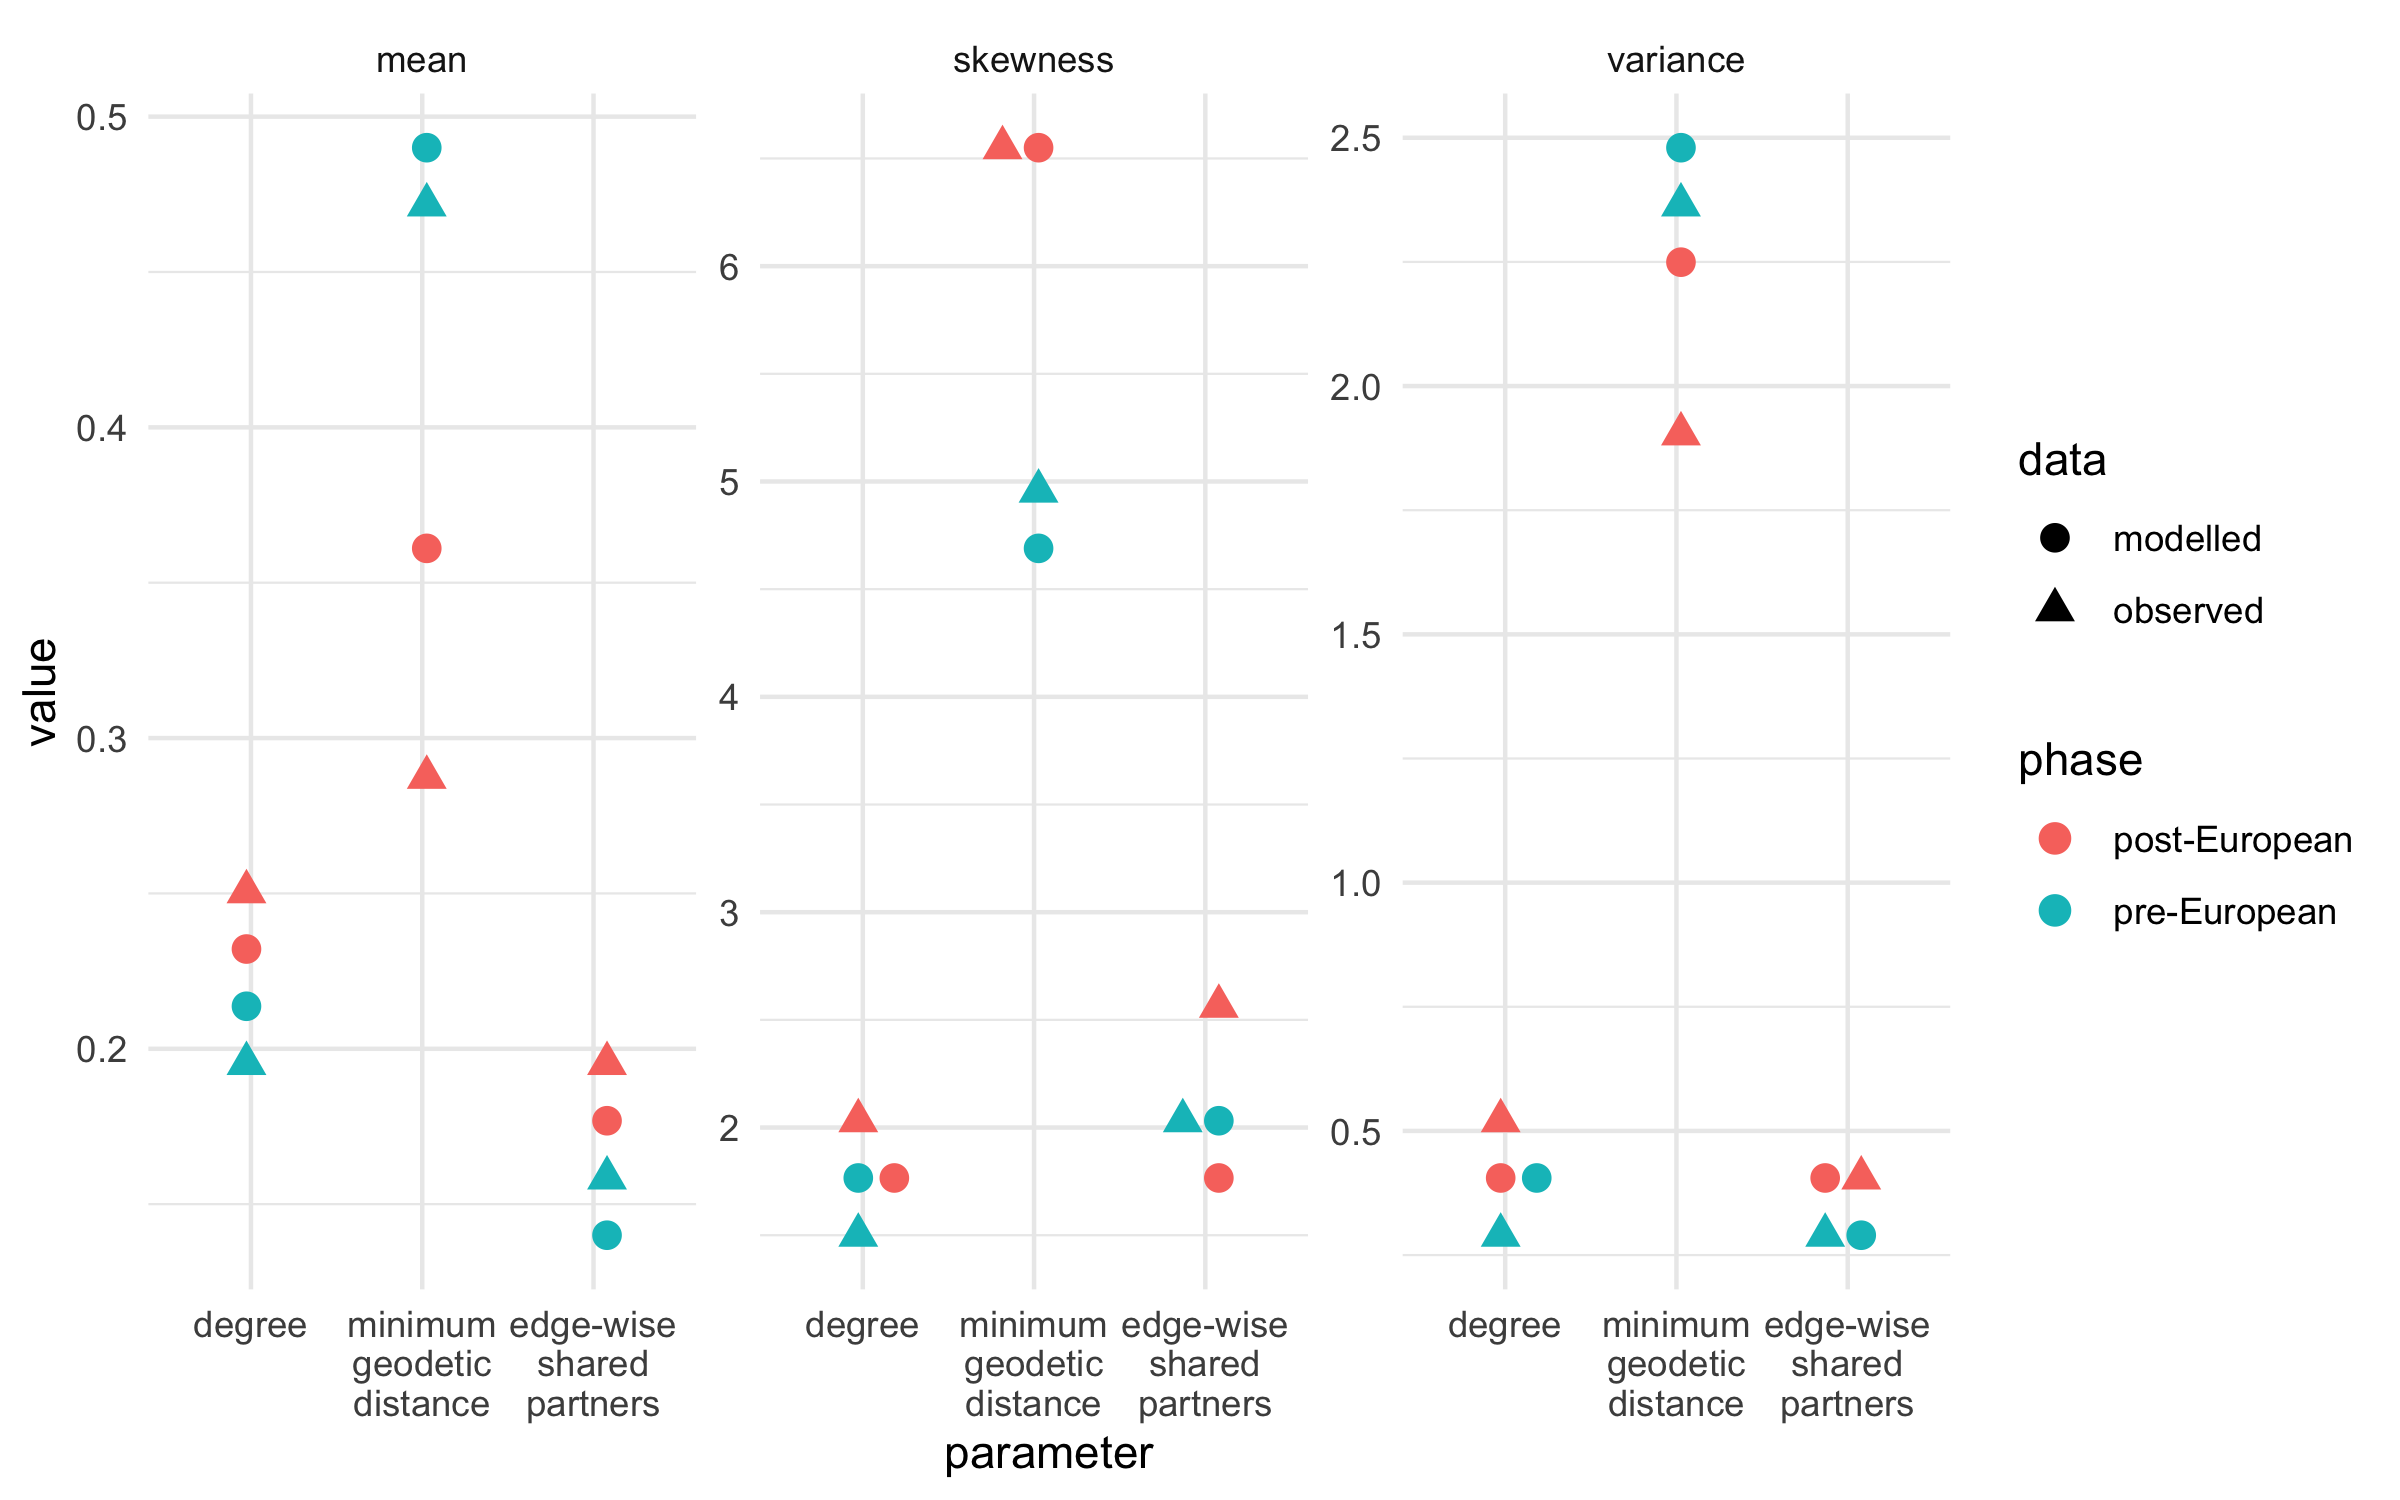 mean
skewness
variance
value
0.5
0.4
0.3
0.2
6
5
4
3
2
2.5
2.0
1.5
1.0
0.5
degree
minimum
geodetic
distance
edge-wise
shared
partners
degree
minimum
geodetic
distance
edge-wise
shared
partners
degree
minimum
geodetic
distance
edge-wise
shared
partners
parameter
data
modelled
observed
phase
post-European
pre-European